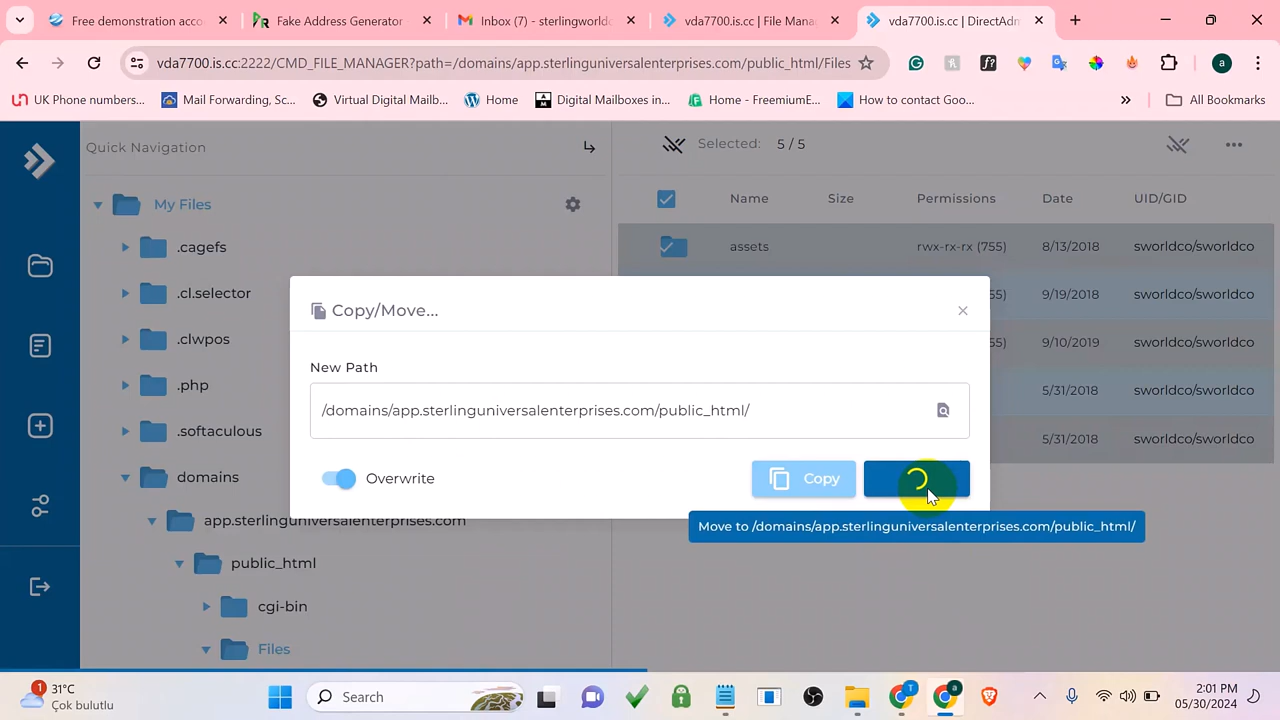 Free demonstration acco
Fake Address Generator
Inbox (7) - sterlingworldc
vda7700.is.cc | File Mana
vda7700.is.cc | DirectAdm
vda7700.is.cc:2222/CMD_FILE_MANAGER?path=/domains/app.sterlinguniversalenterprises.com/public_html/Files
a
UK Phone numbers...
Mail Forwarding, Sc...
Virtual Digital Mailb...
Home
Digital Mailboxes in...
Home - FreemiumE...
How to contact Goo...
All Bookmarks
Quick Navigation
Selected: 5 / 5
Name Size Permissions Date UID/GID
My Files
.cagefs
assets rwx-rx-rx (755) 8/13/2018 sworldco/sworldco
.cl.selector
55) 9/19/2018 sworldco/sworldco
.clwpos
55) 9/10/2019 sworldco/sworldco
.php
5/31/2018 sworldco/sworldco
.softaculous
5/31/2018 sworldco/sworldco
domains
app.sterlinguniversalenterprises.com
public_html
cgi-bin
Files
Copy/Move...
New Path
/domains/app.sterlinguniversalenterprises.com/public_html/
Overwrite
Copy
Move to /domains/app.sterlinguniversalenterprises.com/public_html/
1
31°C
Çok bulutlu
Search
T
a
2:01 PM
05/30/2024